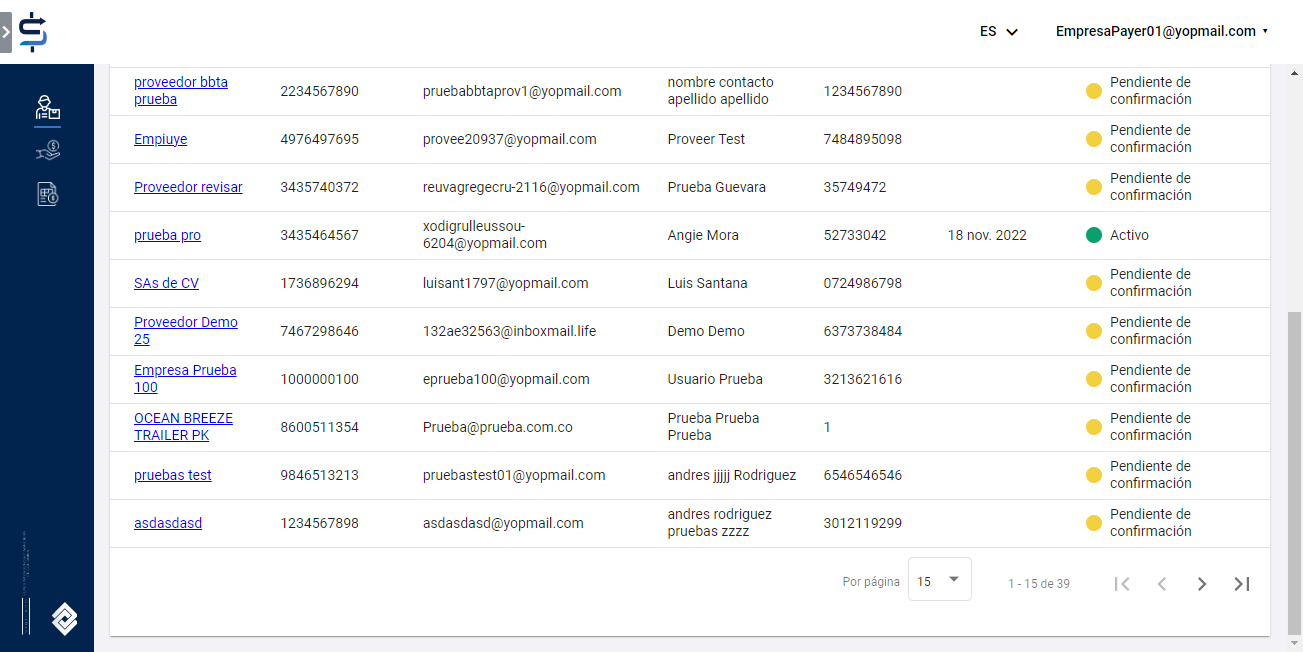 ES
EmpresaPayer01@yopmail.com
proveedor bbta
prueba
2234567890
pruebabbtaprov1@yopmail.com
nombre contacto
apellido apellido
1234567890
Pendiente de
confirmación
Empiuye
4976497695
provee20937@yopmail.com
Proveer Test
7484895098
Pendiente de
confirmación
Proveedor revisar
3435740372
reuvagregecru-2116@yopmail.com
Prueba Guevara
35749472
Pendiente de
confirmación
prueba pro
3435464567
xodigrulleussou-
6204@yopmail.com
Angie Mora
52733042
18 nov. 2022
Activo
SAs de CV
1736896294
luisant1797@yopmail.com
Luis Santana
0724986798
Pendiente de
confirmación
Proveedor Demo
25
7467298646
132ae32563@inboxmail.life
Demo Demo
6373738484
Pendiente de
confirmación
Empresa Prueba
100
1000000100
eprueba100@yopmail.com
Usuario Prueba
3213621616
Pendiente de
confirmación
OCEAN BREEZE
TRAILER PK
8600511354
Prueba@prueba.com.co
Prueba Prueba
Prueba
1
Pendiente de
confirmación
pruebas test
9846513213
pruebastest01@yopmail.com
andres jjjjj Rodriguez
6546546546
Pendiente de
confirmación
asdasdasd
1234567898
asdasdasd@yopmail.com
andres rodriguez
pruebas zzzz
3012119299
Pendiente de
confirmación
Por página
15
1 - 15 de 39